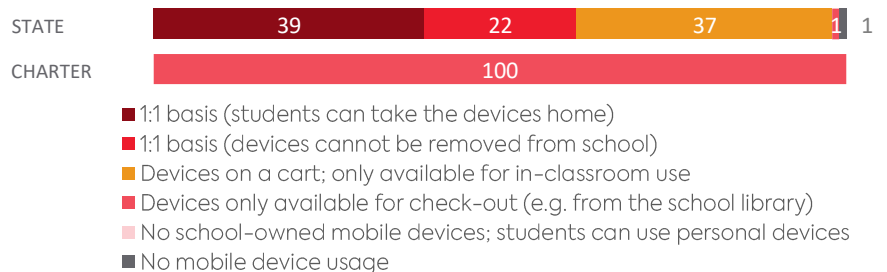 STATE 39 22 37 1 1
CHARTER 100
1:1 basis (students can take the devices home)
1:1 basis (devices cannot be removed from school)
Devices on a cart; only available for in-classroom use
Devices only available for check-out (e.g. from the school library)
No school-owned mobile devices; students can use personal devices
No mobile device usage